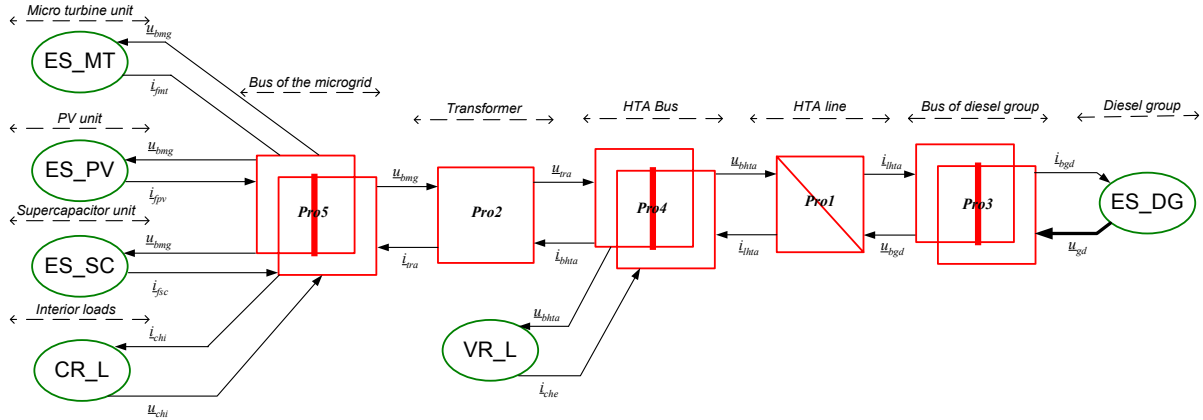 Micro turbine unit
ES_MT
u_bmg
i_fmt
Bus of the microgrid
PV unit
ES_PV
u_bmg
i_fpv
Supercapacitor unit
ES_SC
u_bmg
i_fsc
Interior loads
CR_L
i_chi
u_chi
Pro5
u_bmg
i_tra
Transformer
Pro2
u_tra
i_bhta
HTA Bus
Pro4
u_bhta
i_lhta
VR_L
u_bhta
i_che
HTA line
Pro1
i_lhta
u_bgd
Bus of diesel group
Pro3
i_bgd
u_gd
Diesel group
ES_DG